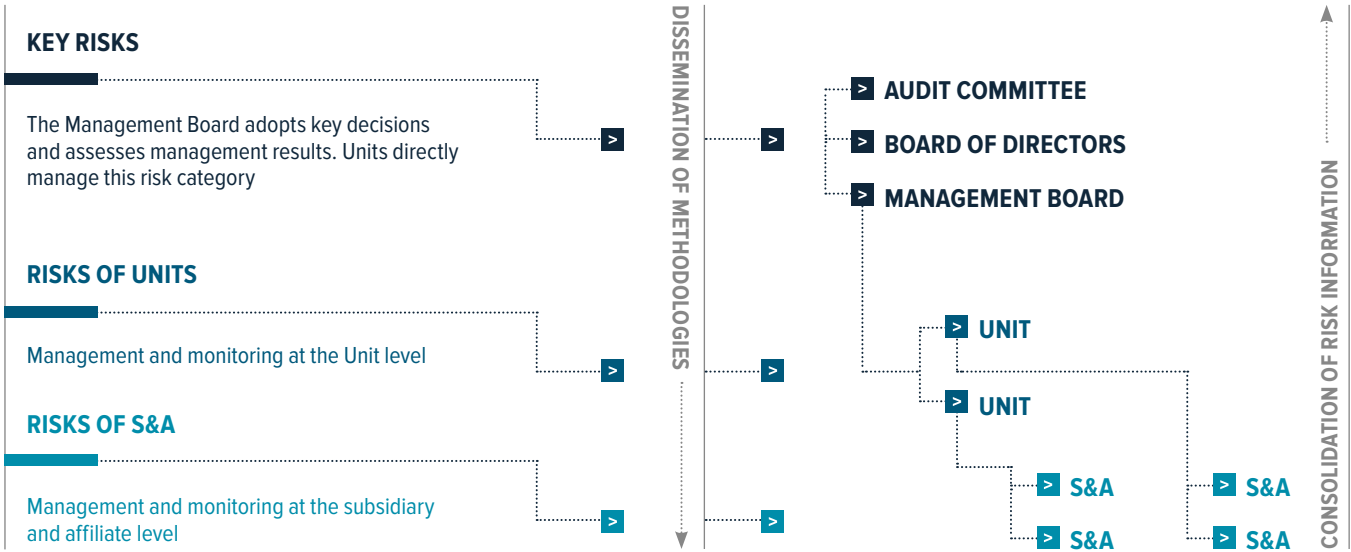 KEY RISKS
The Management Board adopts key decisions
and assesses management results. Units directly
manage this risk category
RISKS OF UNITS
Management and monitoring at the Unit level
RISKS OF S&A
Management and monitoring at the subsidiary
and affiliate level
DISSEMINATION OF METHODOLOGIES
> AUDIT COMMITTEE
> BOARD OF DIRECTORS
> MANAGEMENT BOARD
> UNIT
> UNIT
> S&A
> S&A
> S&A
> S&A
CONSOLIDATION OF RISK INFORMATION